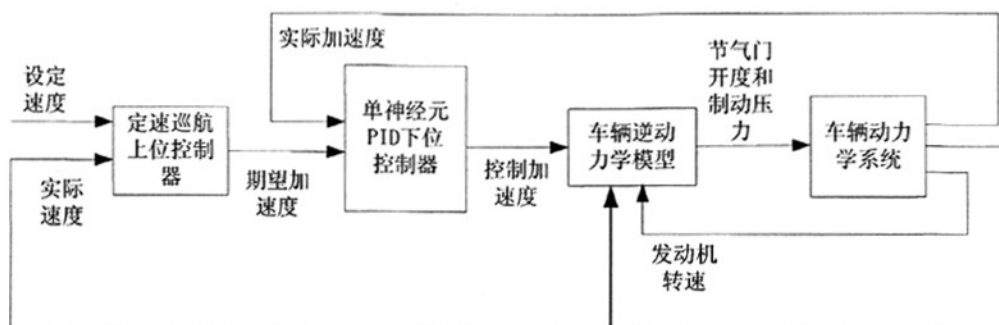 实际加速度
设定
速度
定速巡航
上位控制
器
实际
速度
期望加
速度
单神经元
PID下位
控制器
控制加
速度
车辆逆动
力学模型
节气门
开度和
制动压
力
车辆动力
学系统
发动机
转速